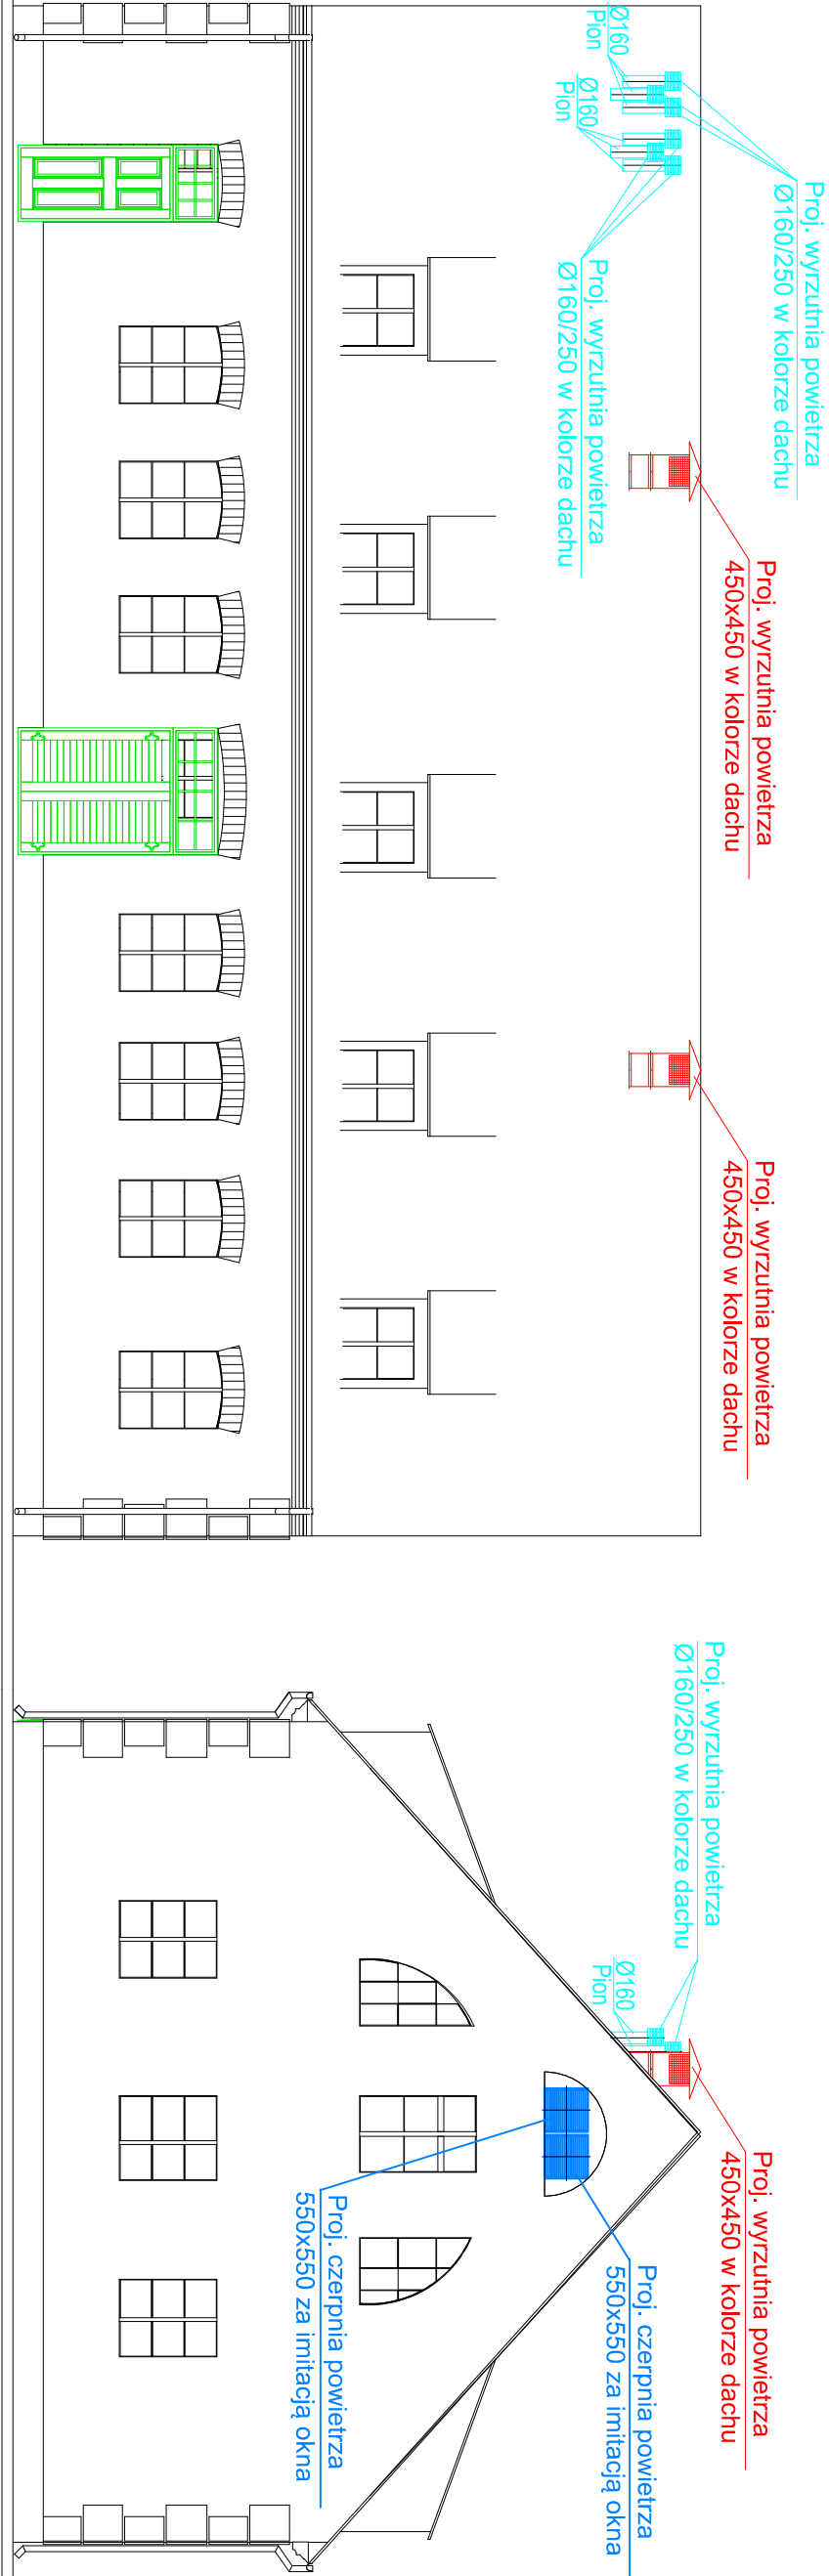 Ø160
Pion
Ø160
Pion
Proj. wyrzutnia powietrza
Ø160/250 w kolorze dachu
Proj. wyrzutnia powietrza
Ø160/250 w kolorze dachu
Proj. wyrzutnia powietrza
450x450 w kolorze dachu
Proj. wyrzutnia powietrza
450x450 w kolorze dachu
Proj. wyrzutnia powietrza
Ø160/250 w kolorze dachu
Ø160
Pion
Proj. wyrzutnia powietrza
450x450 w kolorze dachu
Proj. czerpnia powietrza
550x550 za imitacją okna
Proj. czerpnia powietrza
550x550 za imitacją okna